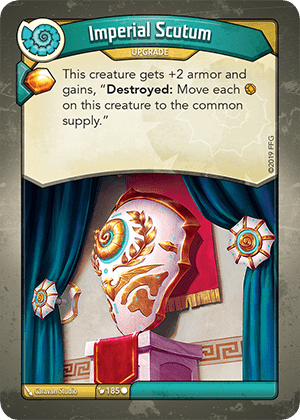 Imperial Scutum
UPGRADE
This creature gets +2 armor and
gains, “Destroyed: Move each
on this creature to the common
supply.”
©2019 FFG
Caravan Studio
185